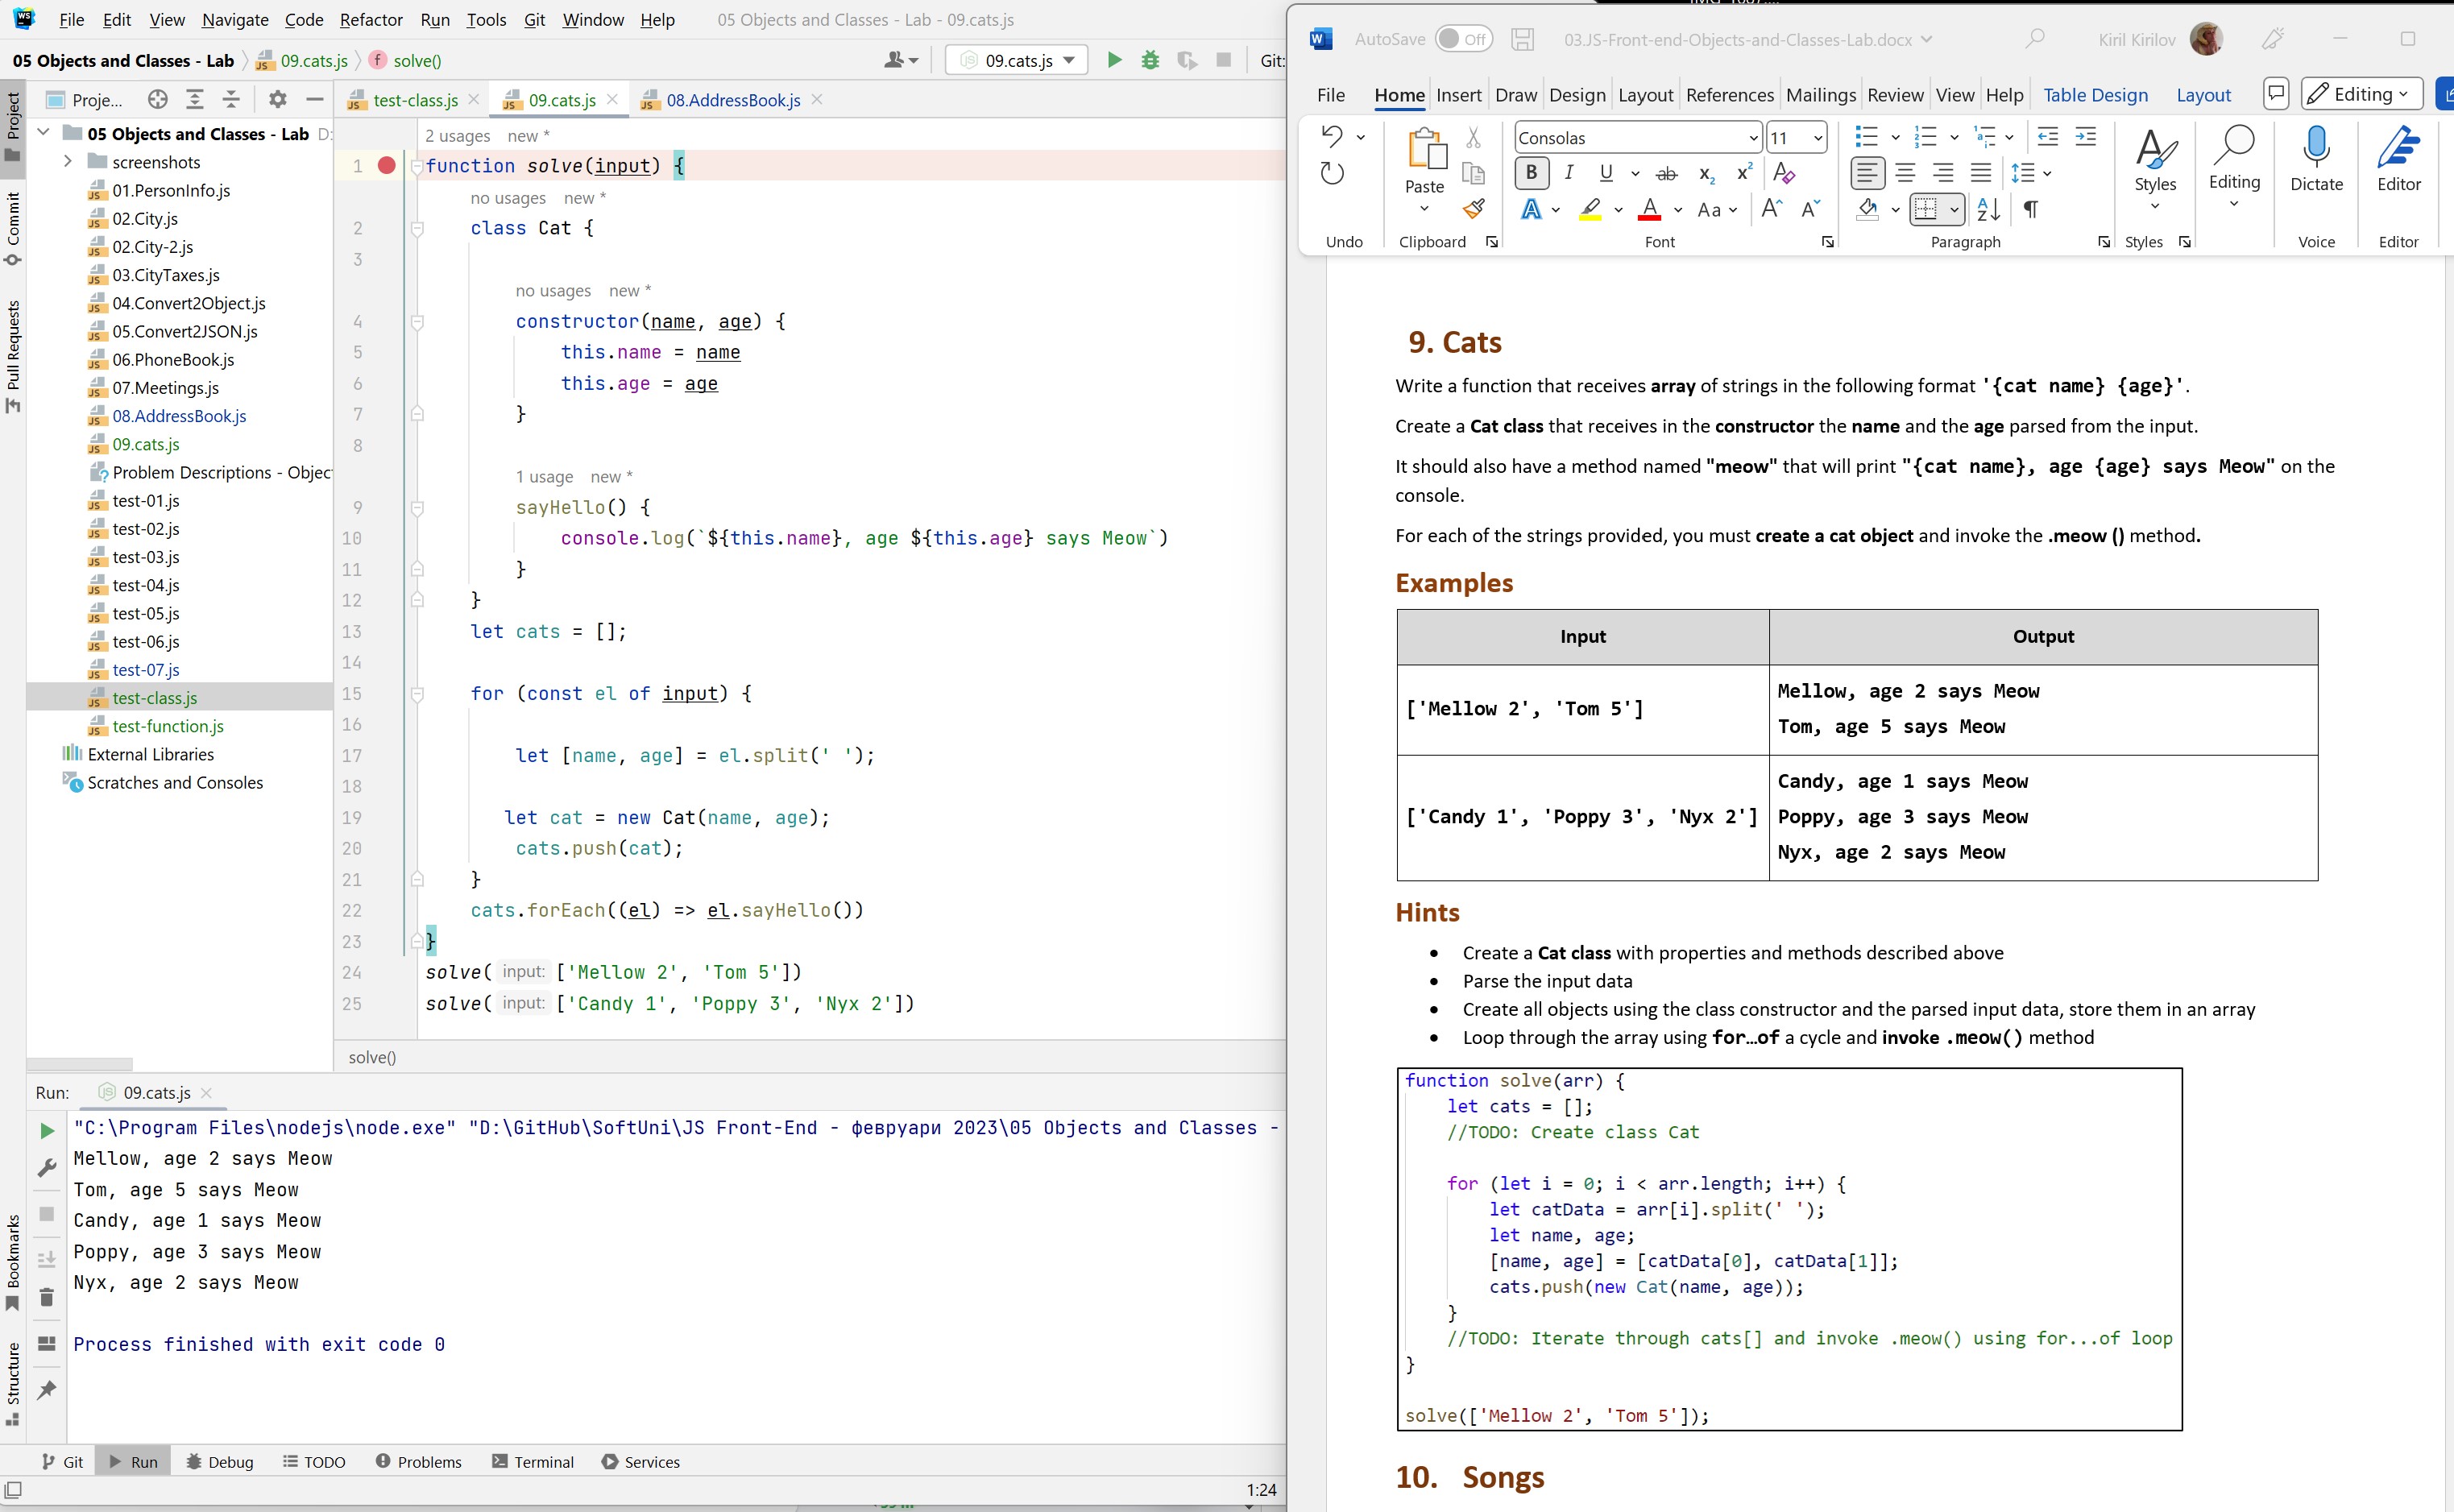 File Edit View Navigate Code Refactor Run Tools Git Window Help 05 Objects and Classes - Lab - 09.cats.js
05 Objects and Classes - Lab 09.cats.js solve() 09.cats.js Git:
Proje... test-class.js 09.cats.js 08.AddressBook.js
Project
Commit
Pull Requests
Bookmarks
Structure
05 Objects and Classes - Lab D:
screenshots
01.PersonInfo.js
02.City.js
02.City-2.js
03.CityTaxes.js
04.Convert2Object.js
05.Convert2JSON.js
06.PhoneBook.js
07.Meetings.js
08.AddressBook.js
09.cats.js
Problem Descriptions - Objec
test-01.js
test-02.js
test-03.js
test-04.js
test-05.js
test-06.js
test-07.js
test-class.js
test-function.js
External Libraries
Scratches and Consoles
2 usages new *
1 function solve(input) {
no usages new *
2 class Cat {
3
no usages new *
4 constructor(name, age) {
5 this.name = name
6 this.age = age
7 }
8
1 usage new *
9 sayHello() {
10 console.log(`${this.name}, age ${this.age} says Meow`)
11 }
12 }
13 let cats = [];
14
15 for (const el of input) {
16
17 let [name, age] = el.split(' ');
18
19 let cat = new Cat(name, age);
20 cats.push(cat);
21 }
22 cats.forEach((el) => el.sayHello())
23 }
24 solve( input: ['Mellow 2', 'Tom 5'])
25 solve( input: ['Candy 1', 'Poppy 3', 'Nyx 2'])
solve()
Run: 09.cats.js
"C:\Program Files\nodejs\node.exe" "D:\GitHub\SoftUni\JS Front-End - февруари 2023\05 Objects and Classes -
Mellow, age 2 says Meow
Tom, age 5 says Meow
Candy, age 1 says Meow
Poppy, age 3 says Meow
Nyx, age 2 says Meow
Process finished with exit code 0
Git Run Debug TODO Problems Terminal Services
1:24
AutoSave Off 03.JS-Front-end-Objects-and-Classes-Lab.docx Kiril Kirilov
File Home Insert Draw Design Layout References Mailings Review View Help Table Design Layout Editing
Consolas 11
Paste Styles Editing Dictate Editor
Undo Clipboard Font Paragraph Styles Voice Editor
9. Cats
Write a function that receives array of strings in the following format '{cat name} {age}'.
Create a Cat class that receives in the constructor the name and the age parsed from the input.
It should also have a method named "meow" that will print "{cat name}, age {age} says Meow" on the
console.
For each of the strings provided, you must create a cat object and invoke the .meow () method.
Examples
Input Output
['Mellow 2', 'Tom 5']
Mellow, age 2 says Meow
Tom, age 5 says Meow
['Candy 1', 'Poppy 3', 'Nyx 2']
Candy, age 1 says Meow
Poppy, age 3 says Meow
Nyx, age 2 says Meow
Hints
• Create a Cat class with properties and methods described above
• Parse the input data
• Create all objects using the class constructor and the parsed input data, store them in an array
• Loop through the array using for…of a cycle and invoke .meow() method
function solve(arr) {
let cats = [];
//TODO: Create class Cat
for (let i = 0; i < arr.length; i++) {
let catData = arr[i].split(' ');
let name, age;
[name, age] = [catData[0], catData[1]];
cats.push(new Cat(name, age));
}
//TODO: Iterate through cats[] and invoke .meow() using for...of loop
}
solve(['Mellow 2', 'Tom 5']);
10. Songs